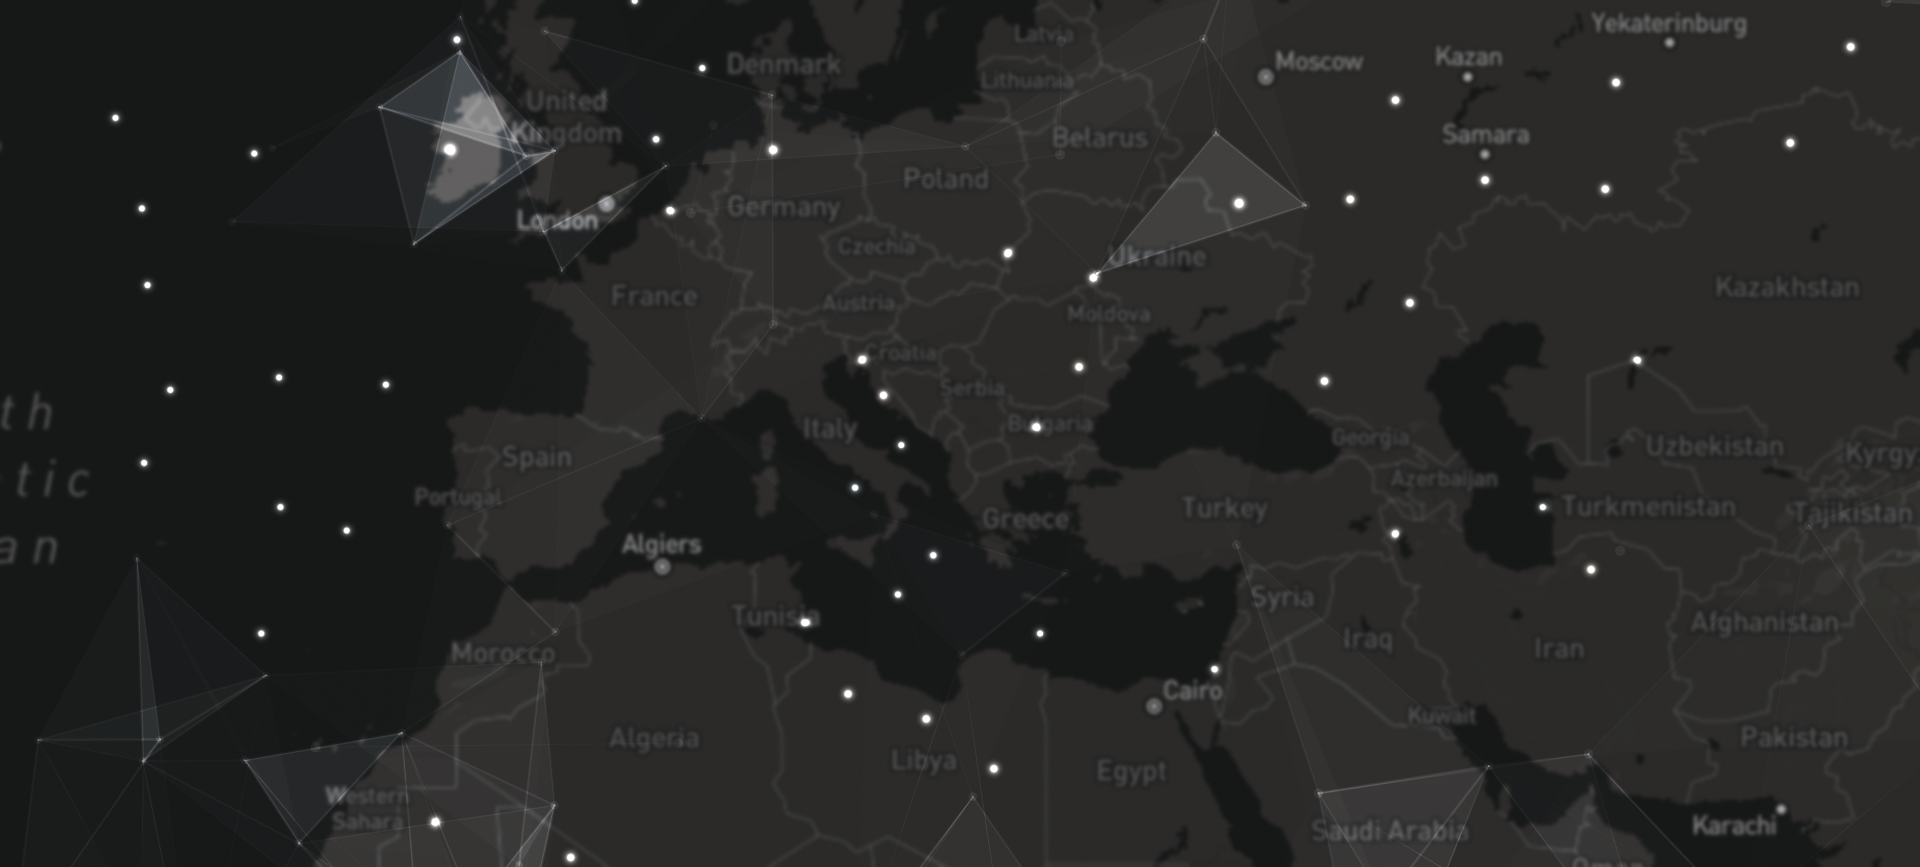 Yekaterinburg
Latvia
Moscow
Kazan
Denmark
Lithuania
United
Kingdom
Belarus
Samara
Poland
Germany
London
Czechia
Ukraine
France
Austria
Moldova
Kazakhstan
Croatia
Serbia
th
Italy
Bulgaria
Georgia
Spain
Uzbekistan
Kyrgy
tic
Portugal
Azerbaijan
Turkey
Turkmenistan
Tajikistan
Greece
an
Algiers
Syria
Tunisia
Iraq
Iran
Afghanistan
Morocco
Cairo
Kuwait
Algeria
Libya
Egypt
Pakistan
Western
Sahara
Saudi Arabia
Karachi
Oman